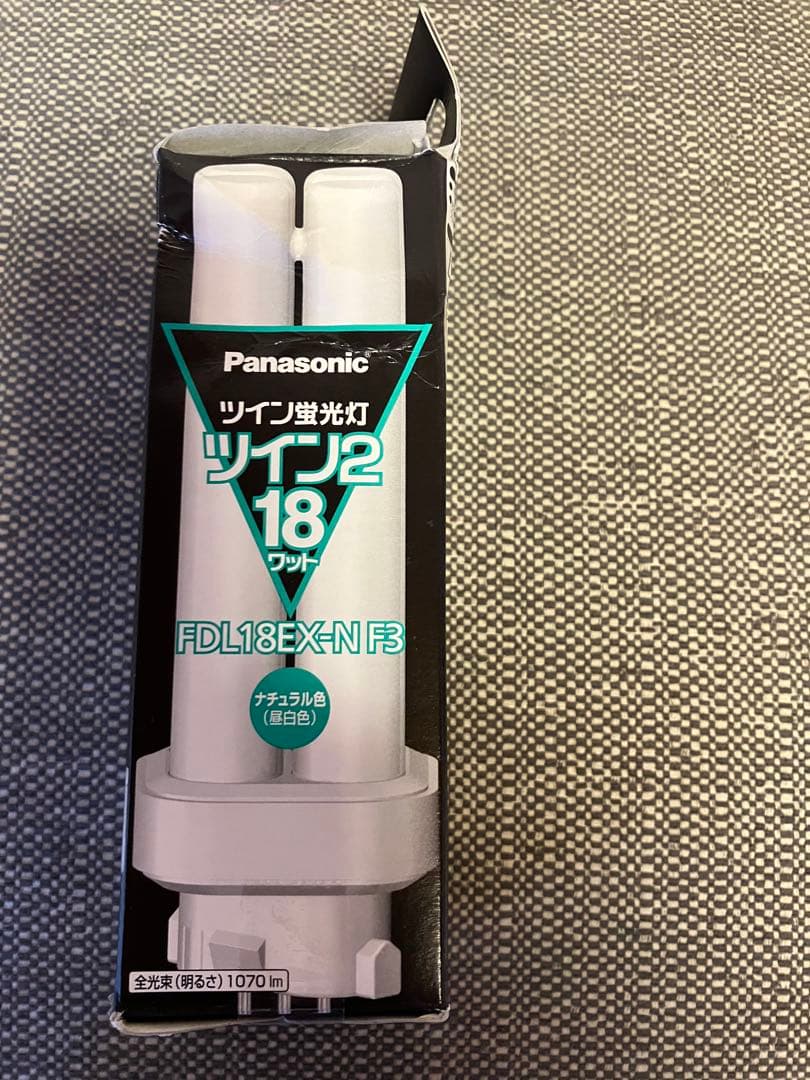 Panasonic
ツイン蛍光灯
ツイン2
18
ワット
FDL18EX-N F3
ナチュラル色
(昼白色)
全光束(明るさ)1070 lm